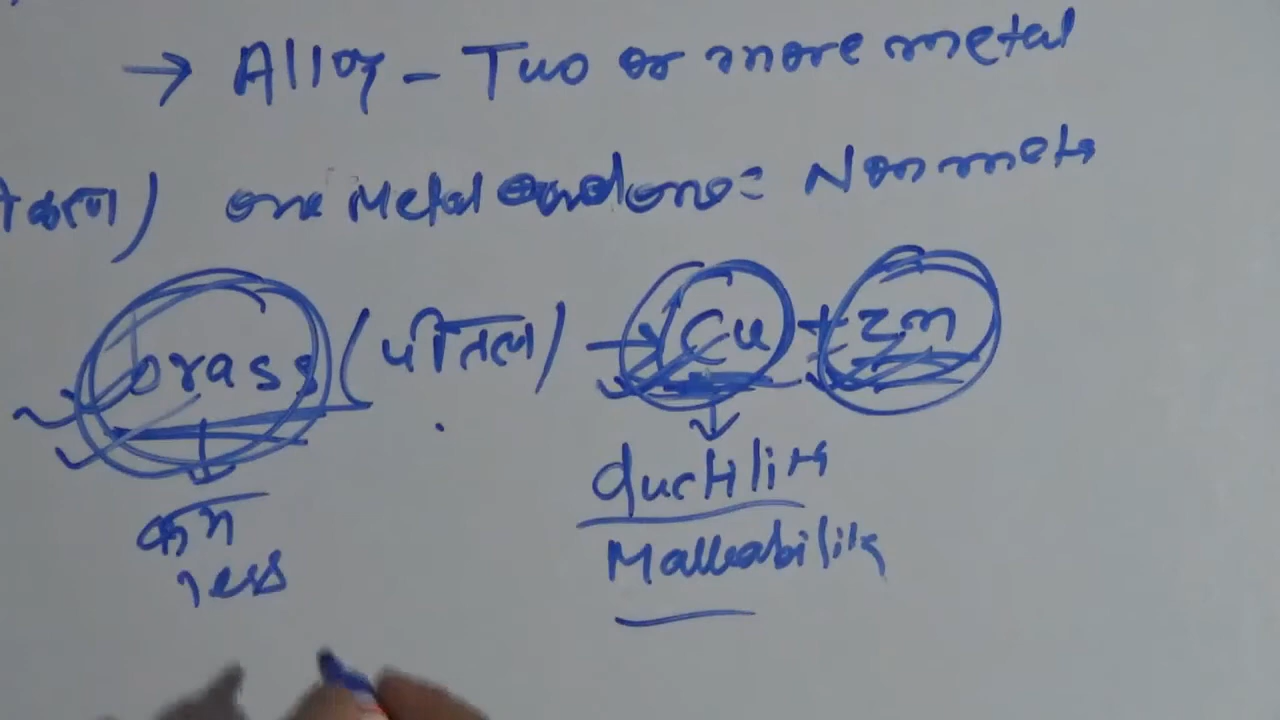 → Alloy - Two or more metal
one Metal and one = Non metal
brass (पीतल) → Cu + Zn
↓ ↓
कम ductility
less Malleability